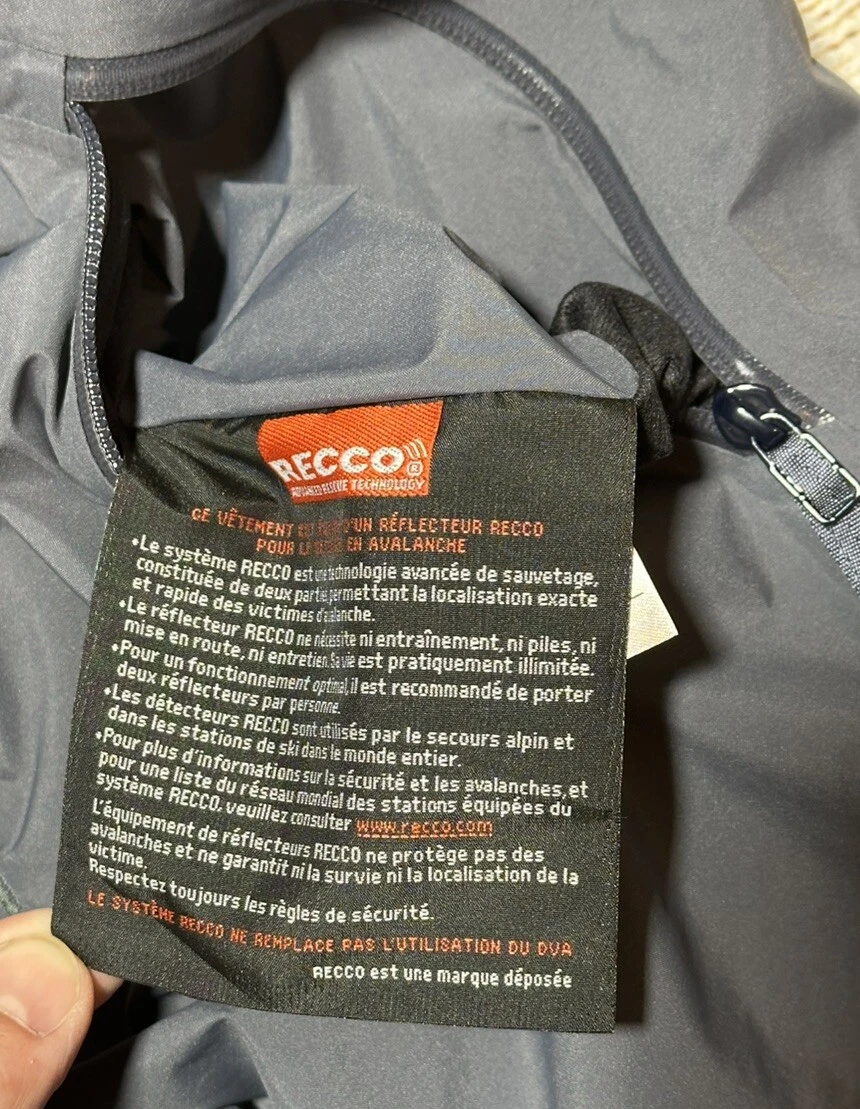 RECCO®
ADVANCED RESCUE TECHNOLOGY
CE VÊTEMENT D'UN RÉFLECTEUR RECCO
POUR EN AVALANCHE
•Le système RECCO est une technologie avancée de sauvetage,
constituée de deux parties permettant la localisation exacte
et rapide des victimes d'avalanche.
•Le réflecteur RECCO ne nécessite ni entraînement, ni piles, ni
mise en route, ni entretien. Sa vie est pratiquement illimitée.
•Pour un fonctionnement optimal, il est recommandé de porter
deux réflecteurs par personne.
•Les détecteurs RECCO sont utilisés par le secours alpin et
dans les stations de ski dans le monde entier.
•Pour plus d'informations sur la sécurité et les avalanches, et
pour une liste du réseau mondial des stations équipées du
système RECCO, veuillez consulter www.recco.com
L'équipement de réflecteurs RECCO ne protège pas des
avalanches et ne garantit ni la survie ni la localisation de la
victime.
Respectez toujours les règles de sécurité.
LE SYSTÈME RECCO NE REMPLACE PAS L'UTILISATION DU DVA
RECCO est une marque déposée